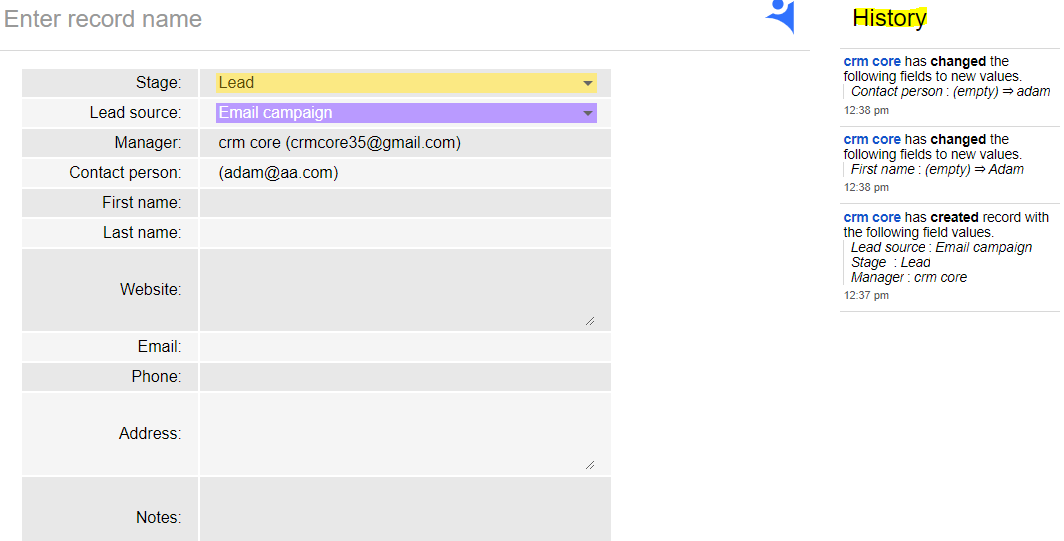 Enter record name
Stage: Lead
Lead source: Email campaign
Manager: crm core (crmcore35@gmail.com)
Contact person: (adam@aa.com)
First name:
Last name:
Website:
Email:
Phone:
Address:
Notes:
History
crm core has changed the
following fields to new values.
Contact person : (empty) ⇒ adam
12:38 pm
crm core has changed the
following fields to new values.
First name : (empty) ⇒ Adam
12:38 pm
crm core has created record with
the following field values.
Lead source : Email campaign
Stage : Lead
Manager : crm core
12:37 pm